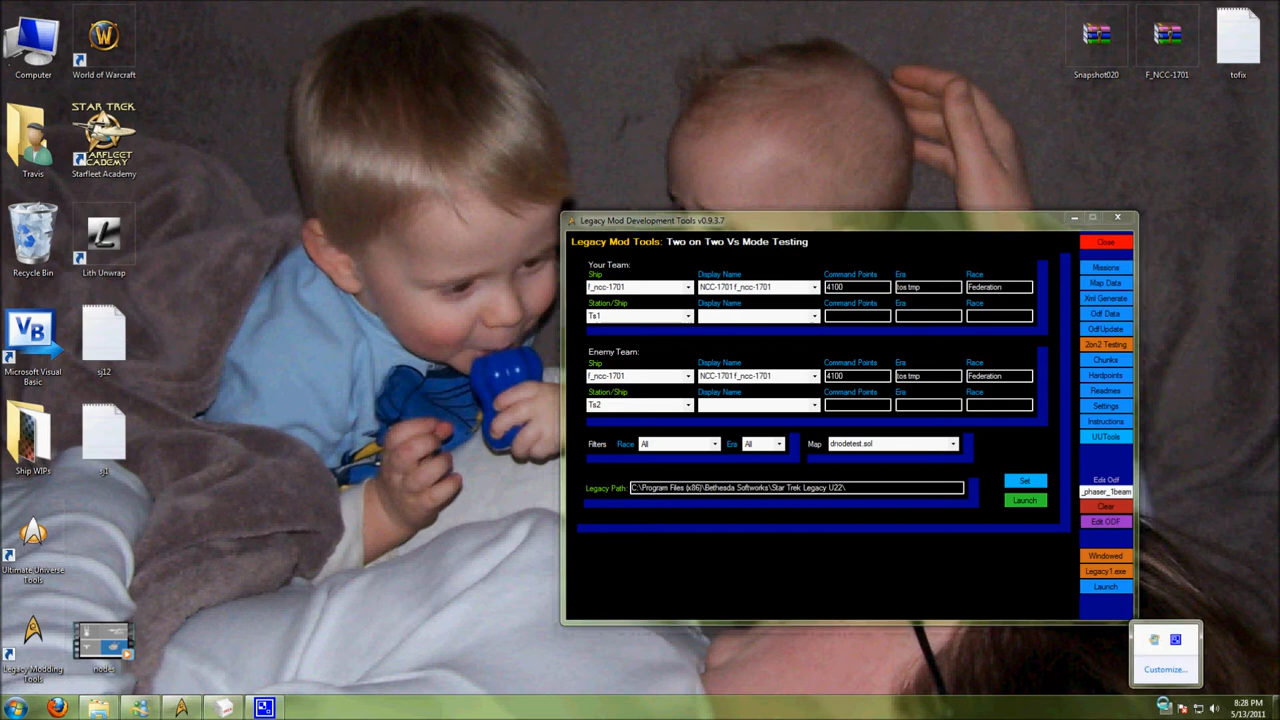 Computer
World of Warcraft
Snapshot020
F_NCC-1701
tofix
STAR TREK
STARFLEET
ACADEMY
Travis
Starfleet Academy
Recycle Bin
Lith Unwrap
VB
Microsoft Visual
Basic
sj12
Ship WIPs
sj1
Ultimate Universe
Tools
Legacy Modding
Tools
nodes
Legacy Mod Development Tools v0.9.3.7
Legacy Mod Tools: Two on Two Vs Mode Testing
Close
Your Team:
Ship Display Name Command Points Era Race
f_ncc-1701 NCC-1701 f_ncc-1701 4100 tos tmp Federation
Station/Ship Display Name Command Points Era Race
Ts1
Enemy Team:
Ship Display Name Command Points Era Race
f_ncc-1701 NCC-1701 f_ncc-1701 4100 tos tmp Federation
Station/Ship Display Name Command Points Era Race
Ts2
Filters Race All Era All Map dnodetest.sol
Legacy Path: C:\Program Files (x86)\Bethesda Softworks\Star Trek Legacy U22\
Set
Launch
Missions
Map Data
Xml Generate
Odf Data
OdfUpdate
2on2 Testing
Chunks
Hardpoints
Readmes
Settings
Instructions
UUTools
Edit Odf
_phaser_1beam
Clear
Edit ODF
Windowed
Legacy1.exe
Launch
Customize...
8:28 PM
5/13/2011